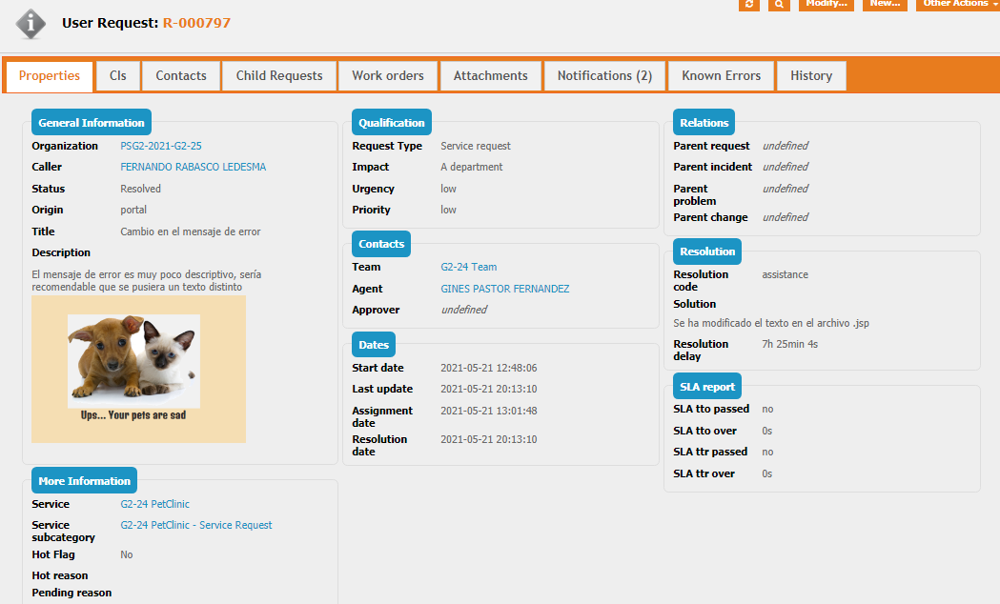 User Request: R-000797
Modify...
New...
Other Actions
Properties
CIs
Contacts
Child Requests
Work orders
Attachments
Notifications (2)
Known Errors
History
General Information
Organization PSG2-2021-G2-25
Caller FERNANDO RABASCO LEDESMA
Status Resolved
Origin portal
Title Cambio en el mensaje de error
Description
El mensaje de error es muy poco descriptivo, sería
recomendable que se pusiera un texto distinto
Ups... Your pets are sad
More Information
Service G2-24 PetClinic
Service
subcategory
G2-24 PetClinic - Service Request
Hot Flag No
Hot reason
Pending reason
Qualification
Request Type Service request
Impact A department
Urgency low
Priority low
Contacts
Team G2-24 Team
Agent GINES PASTOR FERNANDEZ
Approver undefined
Dates
Start date 2021-05-21 12:48:06
Last update 2021-05-21 20:13:10
Assignment
date
2021-05-21 13:01:48
Resolution
date
2021-05-21 20:13:10
Relations
Parent request undefined
Parent incident undefined
Parent
problem
undefined
Parent change undefined
Resolution
Resolution
code
assistance
Solution
Se ha modificado el texto en el archivo .jsp
Resolution
delay
7h 25min 4s
SLA report
SLA tto passed no
SLA tto over 0s
SLA ttr passed no
SLA ttr over 0s